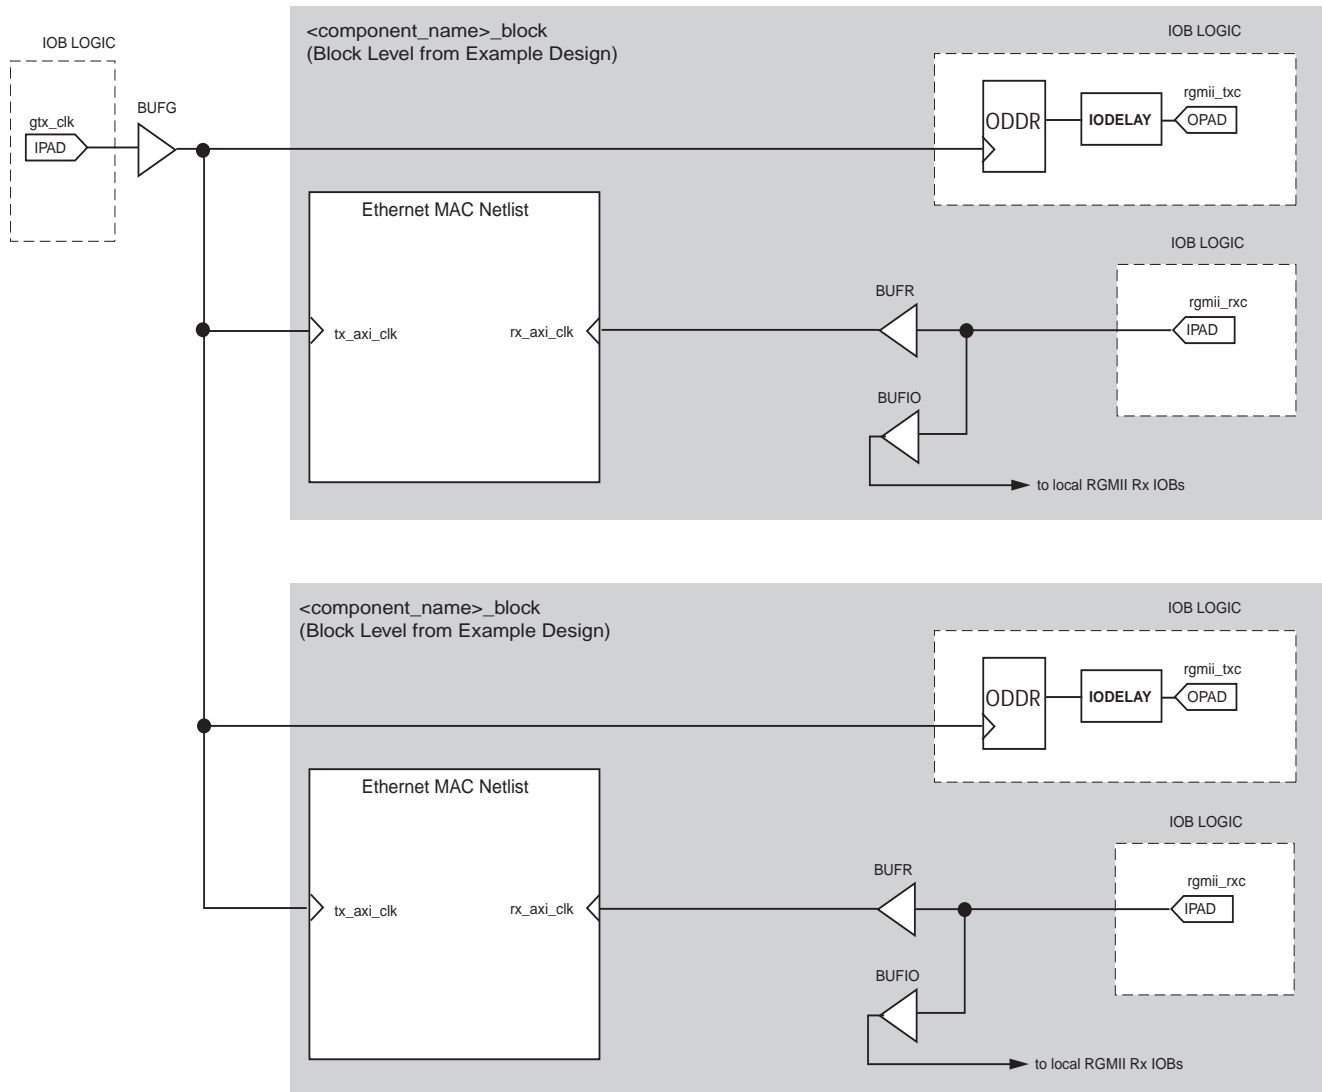 IOB LOGIC
gtx_clk
IPAD
BUFG
<component_name>_block
(Block Level from Example Design)
IOB LOGIC
ODDR
IODELAY
rgmii_txc
OPAD
Ethernet MAC Netlist
tx_axi_clk
rx_axi_clk
BUFR
IOB LOGIC
rgmii_rxc
IPAD
BUFIO
to local RGMII Rx IOBs
<component_name>_block
(Block Level from Example Design)
IOB LOGIC
ODDR
IODELAY
rgmii_txc
OPAD
Ethernet MAC Netlist
tx_axi_clk
rx_axi_clk
BUFR
IOB LOGIC
rgmii_rxc
IPAD
BUFIO
to local RGMII Rx IOBs